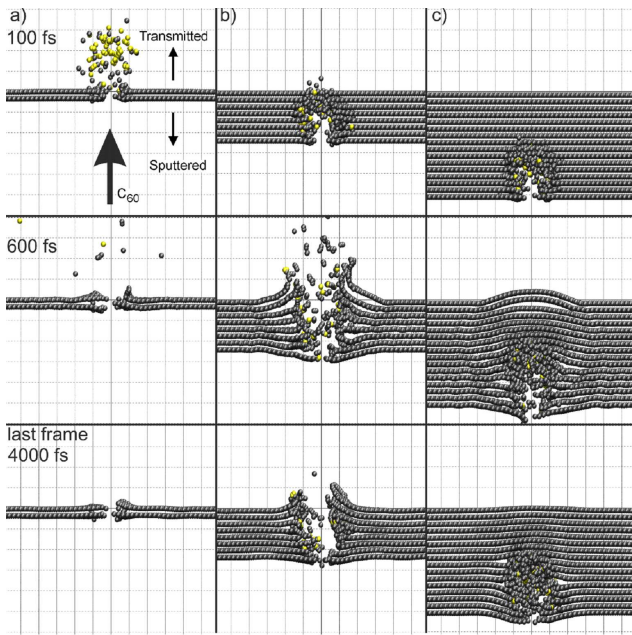 a)
b)
c)
100 fs
Transmitted
Sputtered
C₆₀
600 fs
last frame
4000 fs